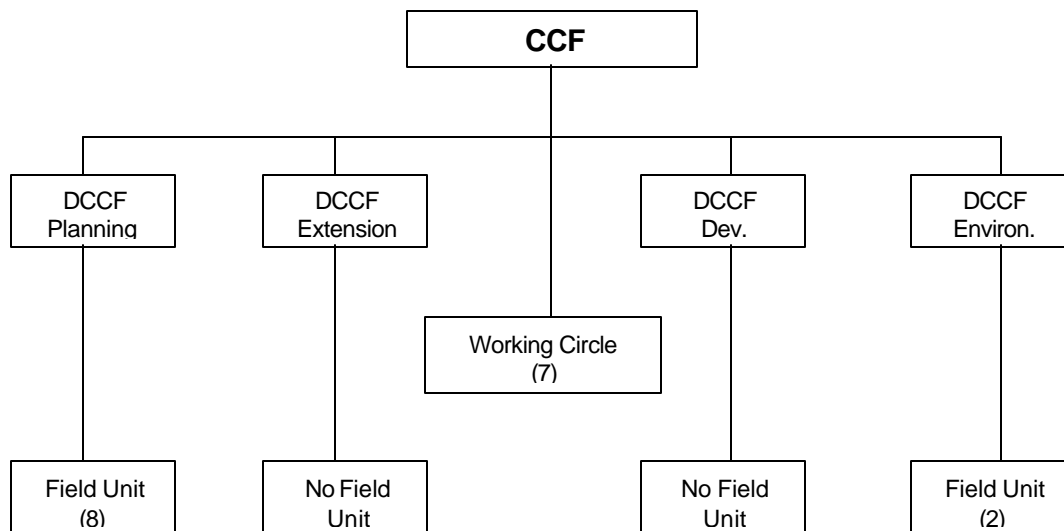 CCF
DCCF
Planning
DCCF
Extension
DCCF
Dev.
DCCF
Environ.
Working Circle
(7)
Field Unit
(8)
No Field
Unit
No Field
Unit
Field Unit
(2)